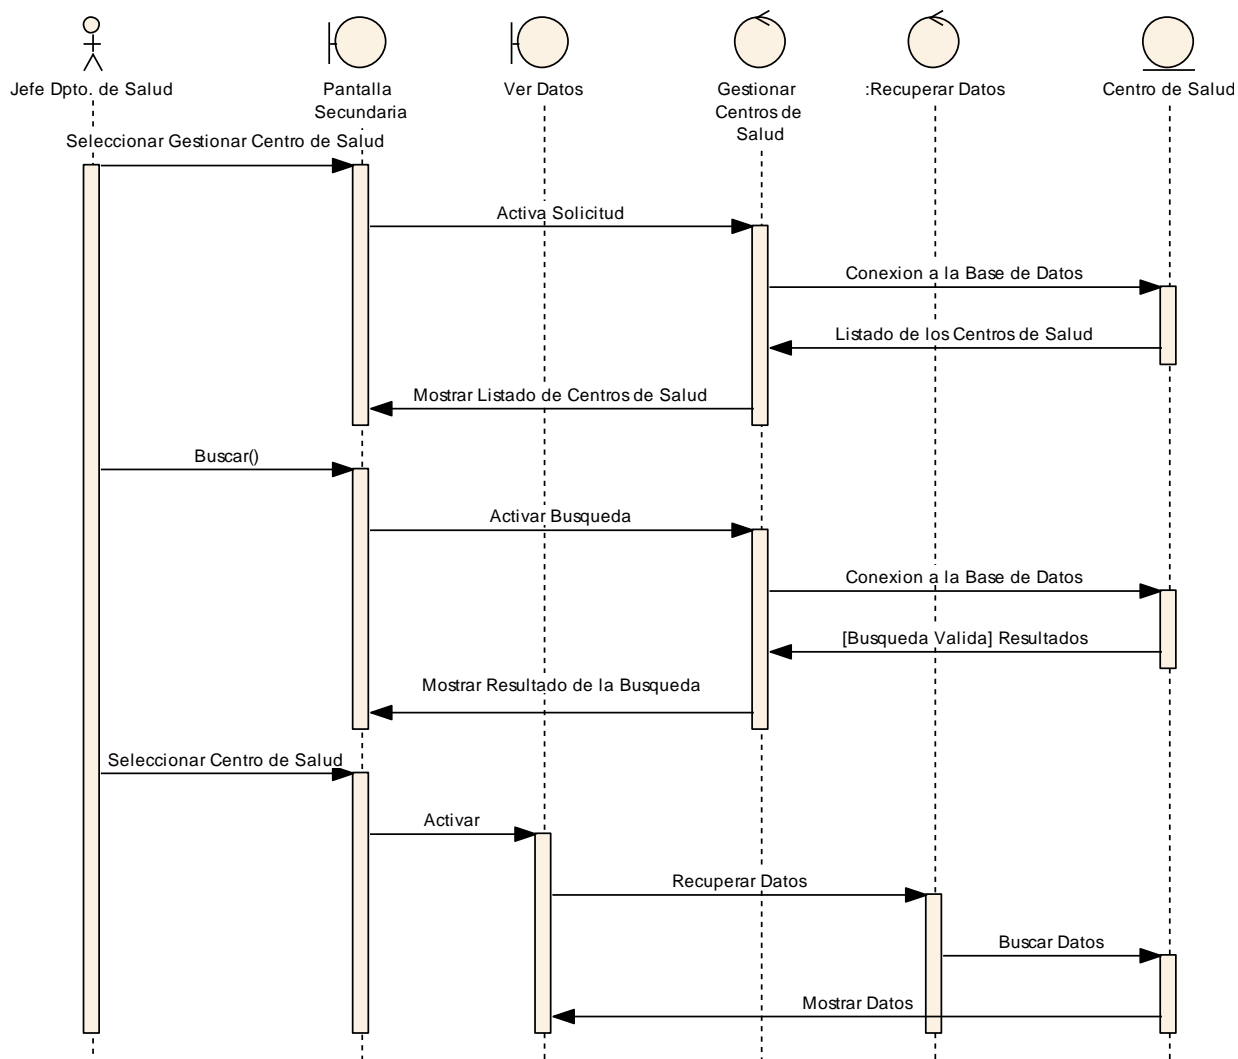 Jefe Dpto. de Salud
Pantalla
Secundaria
Ver Datos
Gestionar
Centros de
Salud
:Recuperar Datos
Centro de Salud
Seleccionar Gestionar Centro de Salud
Activa Solicitud
Conexion a la Base de Datos
Listado de los Centros de Salud
Mostrar Listado de Centros de Salud
Buscar()
Activar Busqueda
Conexion a la Base de Datos
[Busqueda Valida] Resultados
Mostrar Resultado de la Busqueda
Seleccionar Centro de Salud
Activar
Recuperar Datos
Buscar Datos
Mostrar Datos